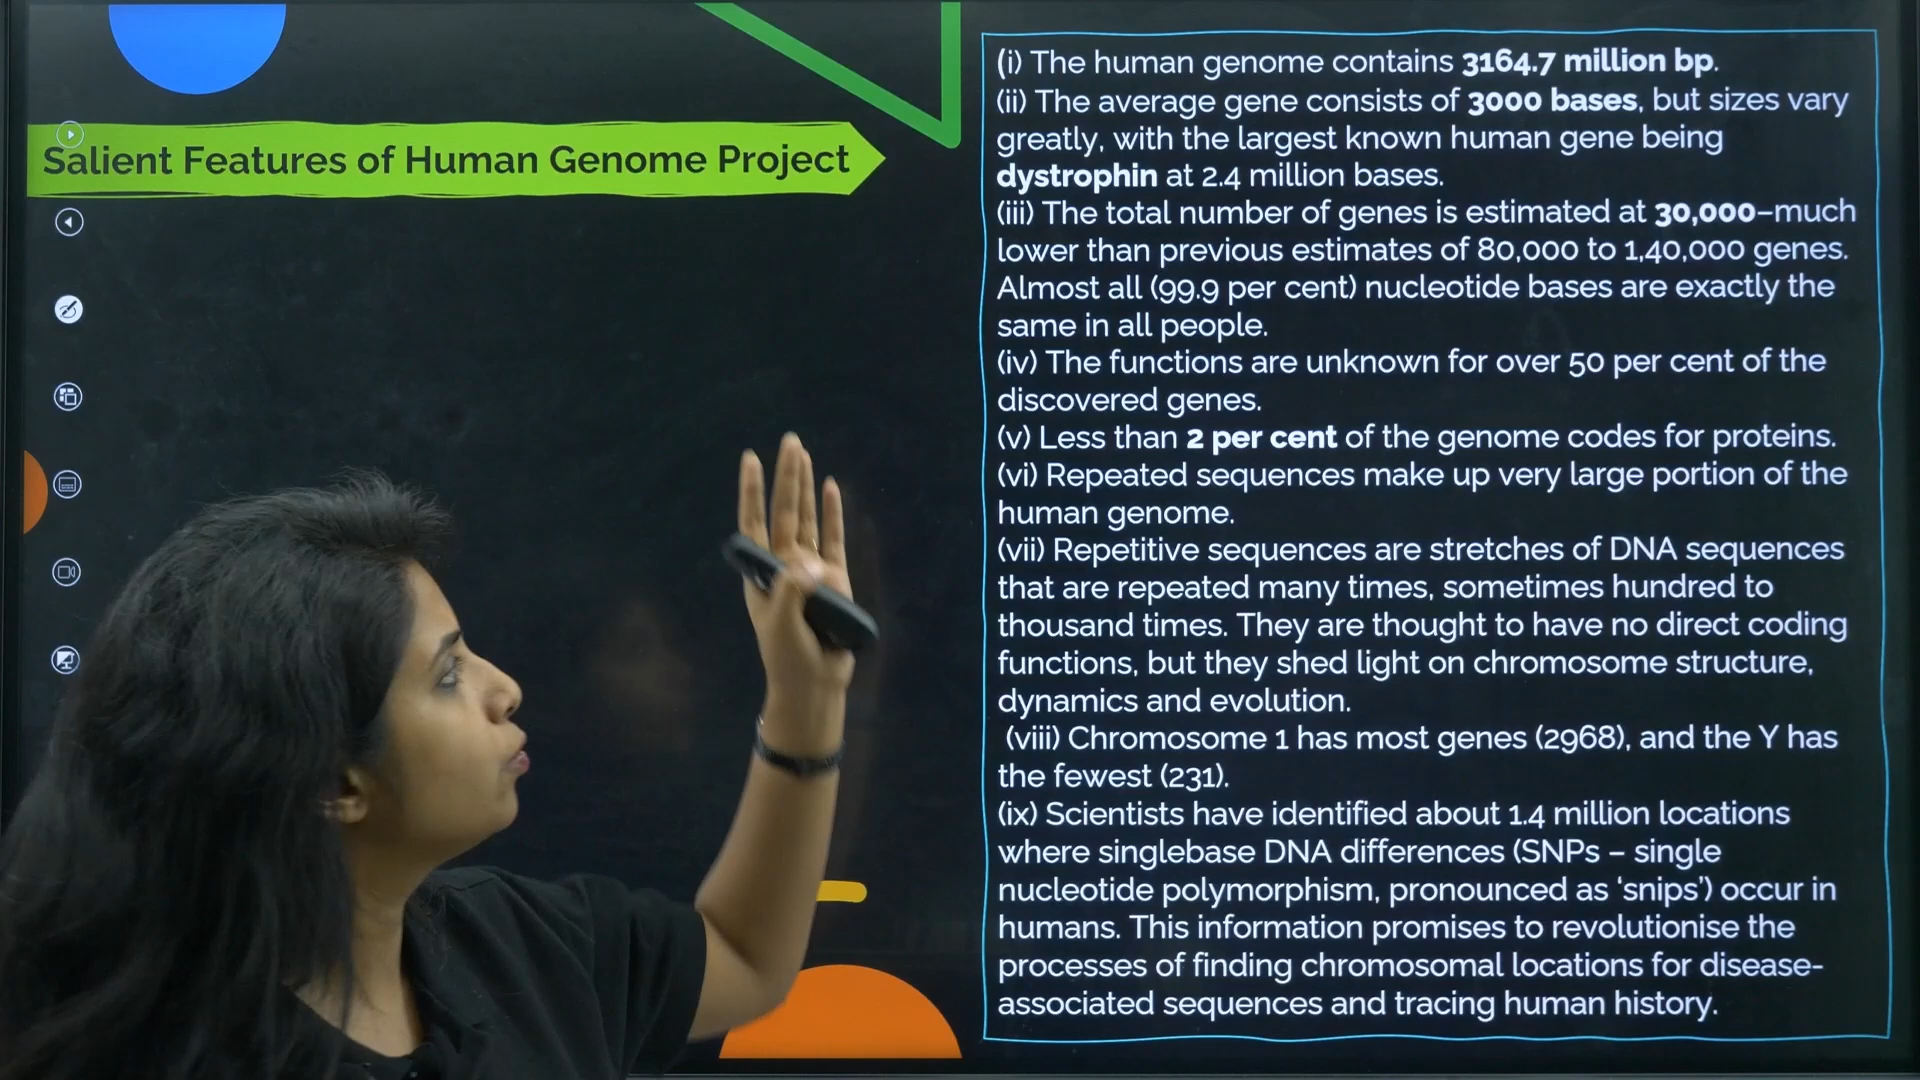 Salient Features of Human Genome Project
(i) The human genome contains 3164.7 million bp.
(ii) The average gene consists of 3000 bases, but sizes vary
greatly, with the largest known human gene being
dystrophin at 2.4 million bases.
(iii) The total number of genes is estimated at 30,000–much
lower than previous estimates of 80,000 to 1,40,000 genes.
Almost all (99.9 per cent) nucleotide bases are exactly the
same in all people.
(iv) The functions are unknown for over 50 per cent of the
discovered genes.
(v) Less than 2 per cent of the genome codes for proteins.
(vi) Repeated sequences make up very large portion of the
human genome.
(vii) Repetitive sequences are stretches of DNA sequences
that are repeated many times, sometimes hundred to
thousand times. They are thought to have no direct coding
functions, but they shed light on chromosome structure,
dynamics and evolution.
(viii) Chromosome 1 has most genes (2968), and the Y has
the fewest (231).
(ix) Scientists have identified about 1.4 million locations
where singlebase DNA differences (SNPs – single
nucleotide polymorphism, pronounced as ‘snips’) occur in
humans. This information promises to revolutionise the
processes of finding chromosomal locations for disease-
associated sequences and tracing human history.